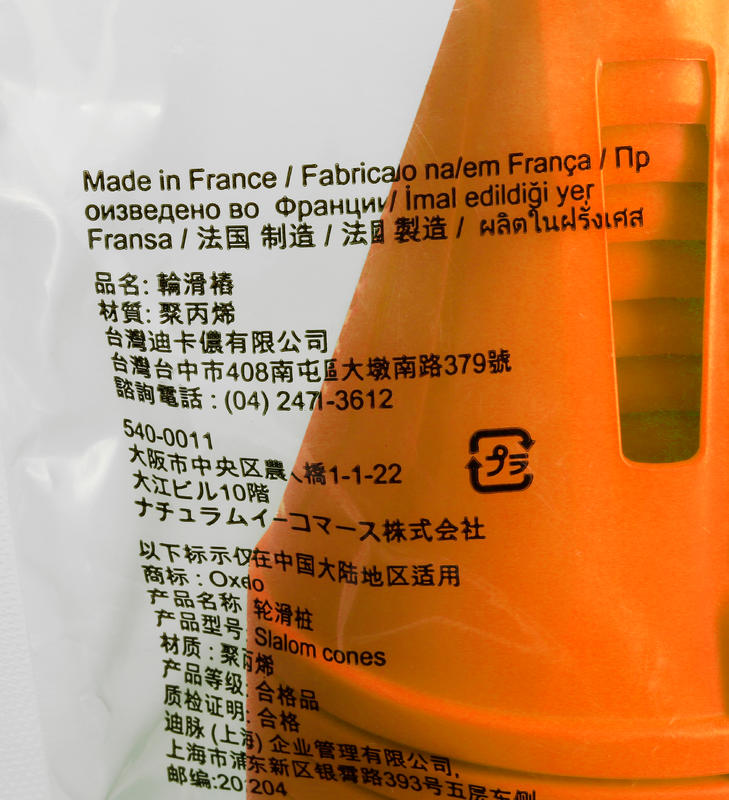 Made in France / Fabricado na/em França / Пр
оизведено во Франции/ İmal edildiği yer
Fransa / 法国 制造 / 法國 製造 / ผลิตในฝรั่งเศส
品名: 輪滑樁
材質: 聚丙烯
台灣迪卡儂有限公司
台灣台中市408南屯區大墩南路379號
諮詢電話 : (04) 2471-3612
540-0011
大阪市中央区農人橋1-1-22
大江ビル10階
ナチュラムイーコマース株式会社
プラ
以下标示仅在中国大陆地区适用
商标 : Oxelo
产品名称 轮滑桩
产品型号: Slalom cones
材质 : 聚丙烯
产品等级: 合格品
质检证明: 合格
迪脉 (上海) 企业管理有限公司,
上海市浦东新区银霄路393号五层东侧
邮编:201204